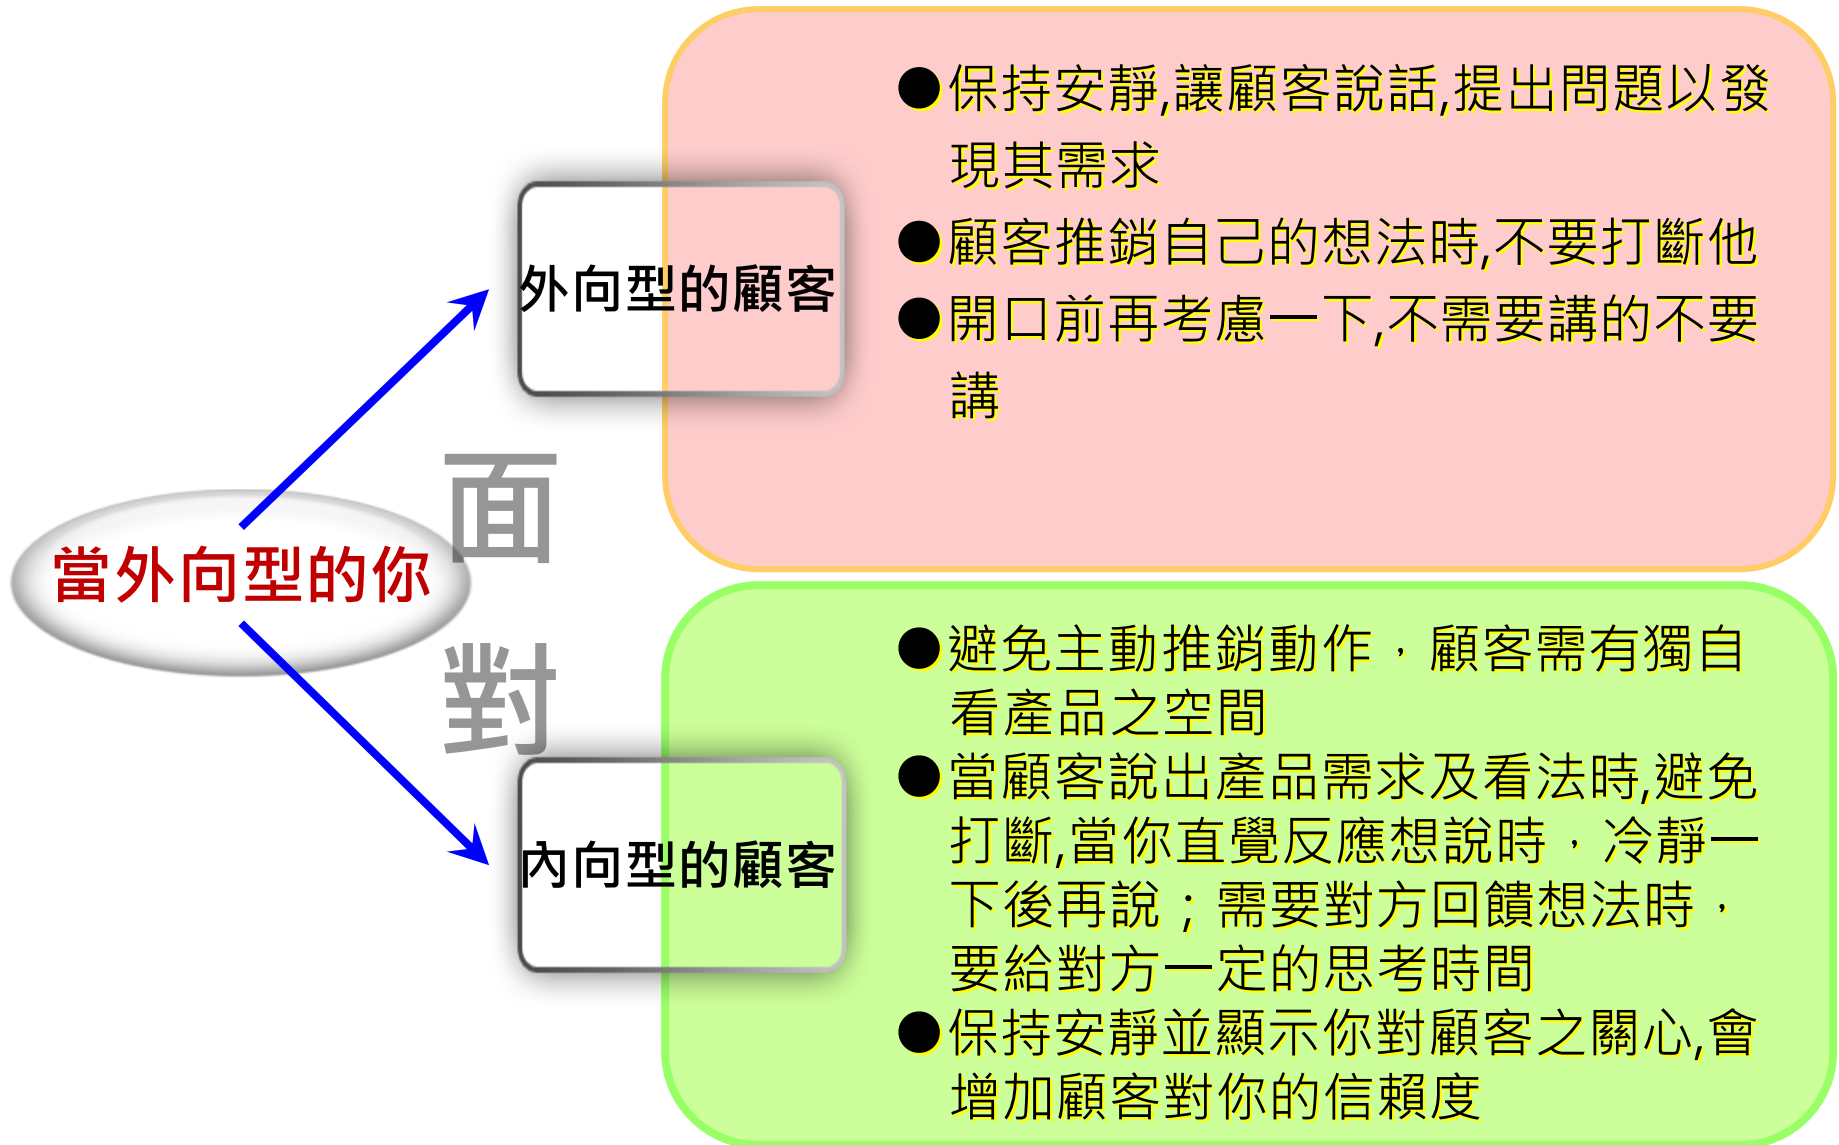 當外向型的你
面
對
外向型的顧客
●保持安靜,讓顧客說話,提出問題以發
現其需求
●顧客推銷自己的想法時,不要打斷他
●開口前再考慮一下,不需要講的不要
講
內向型的顧客
●避免主動推銷動作，顧客需有獨自
看產品之空間
●當顧客說出產品需求及看法時,避免
打斷,當你直覺反應想說時，冷靜一
下後再說；需要對方回饋想法時，
要給對方一定的思考時間
●保持安靜並顯示你對顧客之關心,會
增加顧客對你的信賴度